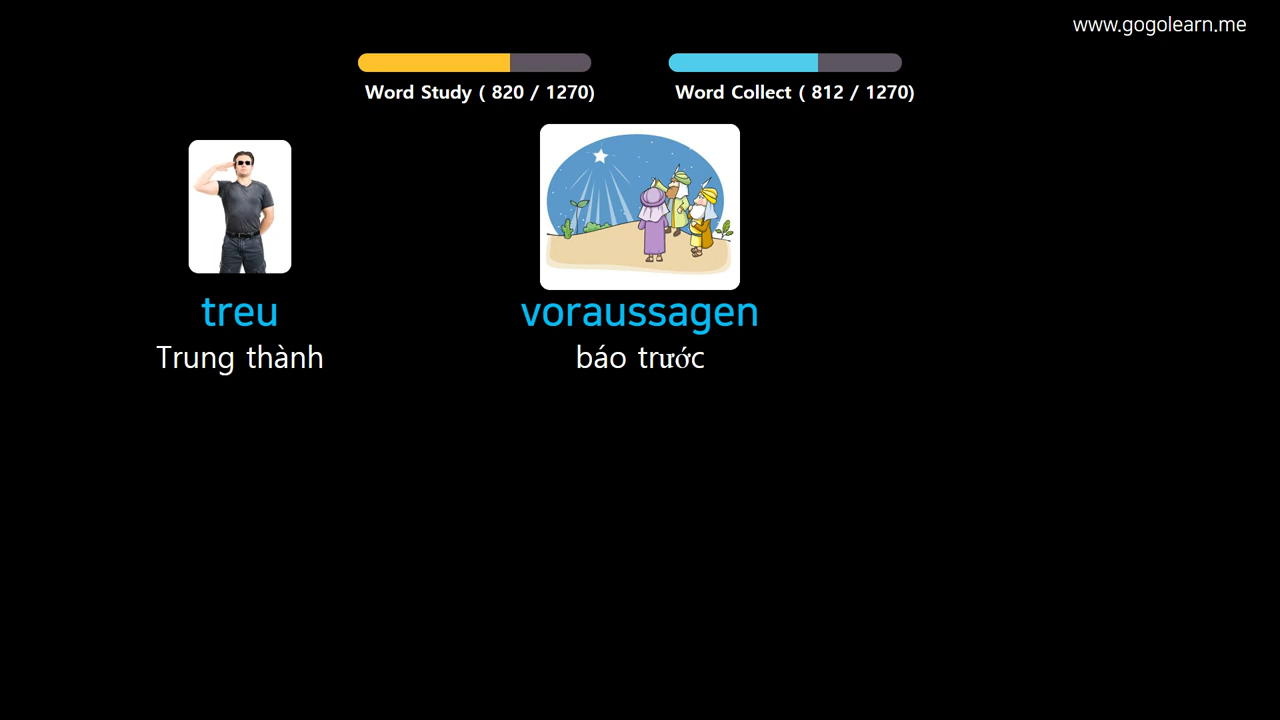 www.gogolearn.me
Word Study ( 820 / 1270)
Word Collect ( 812 / 1270)
treu
Trung thành
voraussagen
báo trước